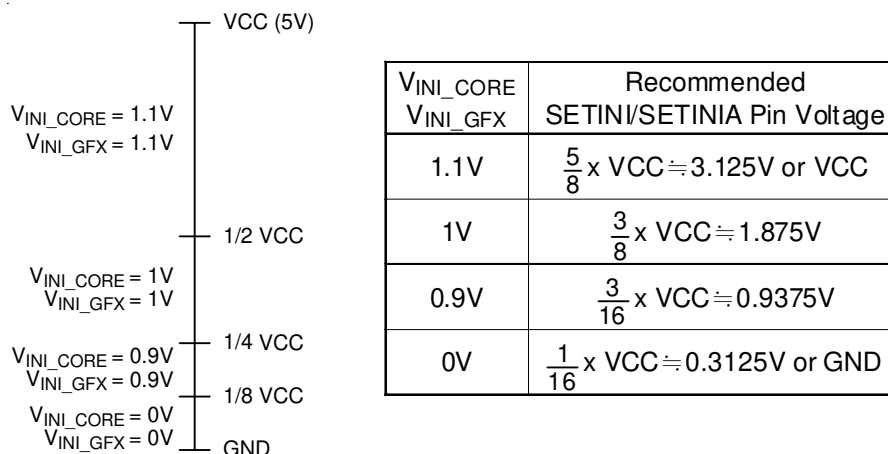 VCC (5V)
VINI_CORE = 1.1V
VINI_GFX = 1.1V
1/2 VCC
VINI_CORE = 1V
VINI_GFX = 1V
1/4 VCC
VINI_CORE = 0.9V
VINI_GFX = 0.9V
1/8 VCC
VINI_CORE = 0V
VINI_GFX = 0V
GND
VINI_CORE VINI_GFX Recommended SETINI/SETINIA Pin Voltage
1.1V 5/8 x VCC≒3.125V or VCC
1V 3/8 x VCC≒1.875V
0.9V 3/16 x VCC≒0.9375V
0V 1/16 x VCC≒0.3125V or GND